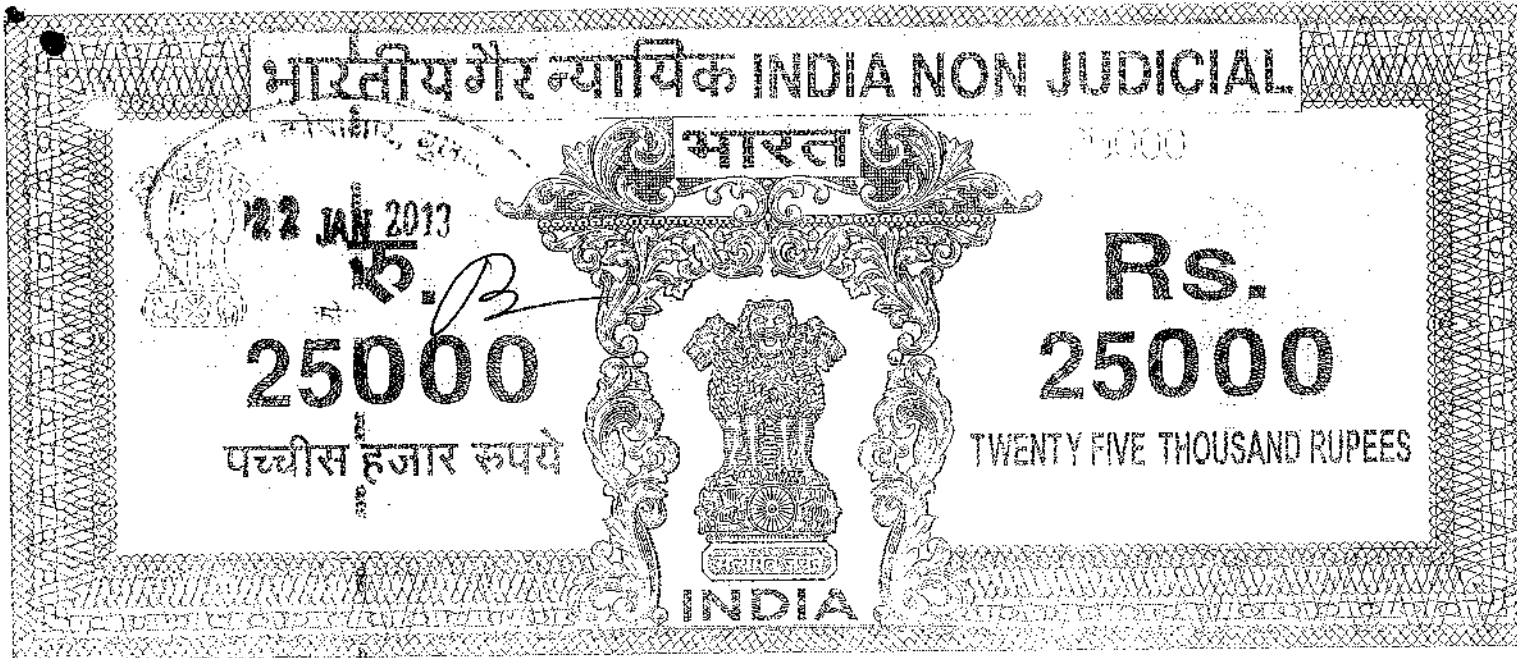 भारतीय गैर न्यायिक INDIA NON JUDICIAL
भारत
25000
22 JAN 2013
रु.
25000
पच्चीस हजार रुपये
Rs.
25000
TWENTY FIVE THOUSAND RUPEES
सत्यमेव जयते
INDIA